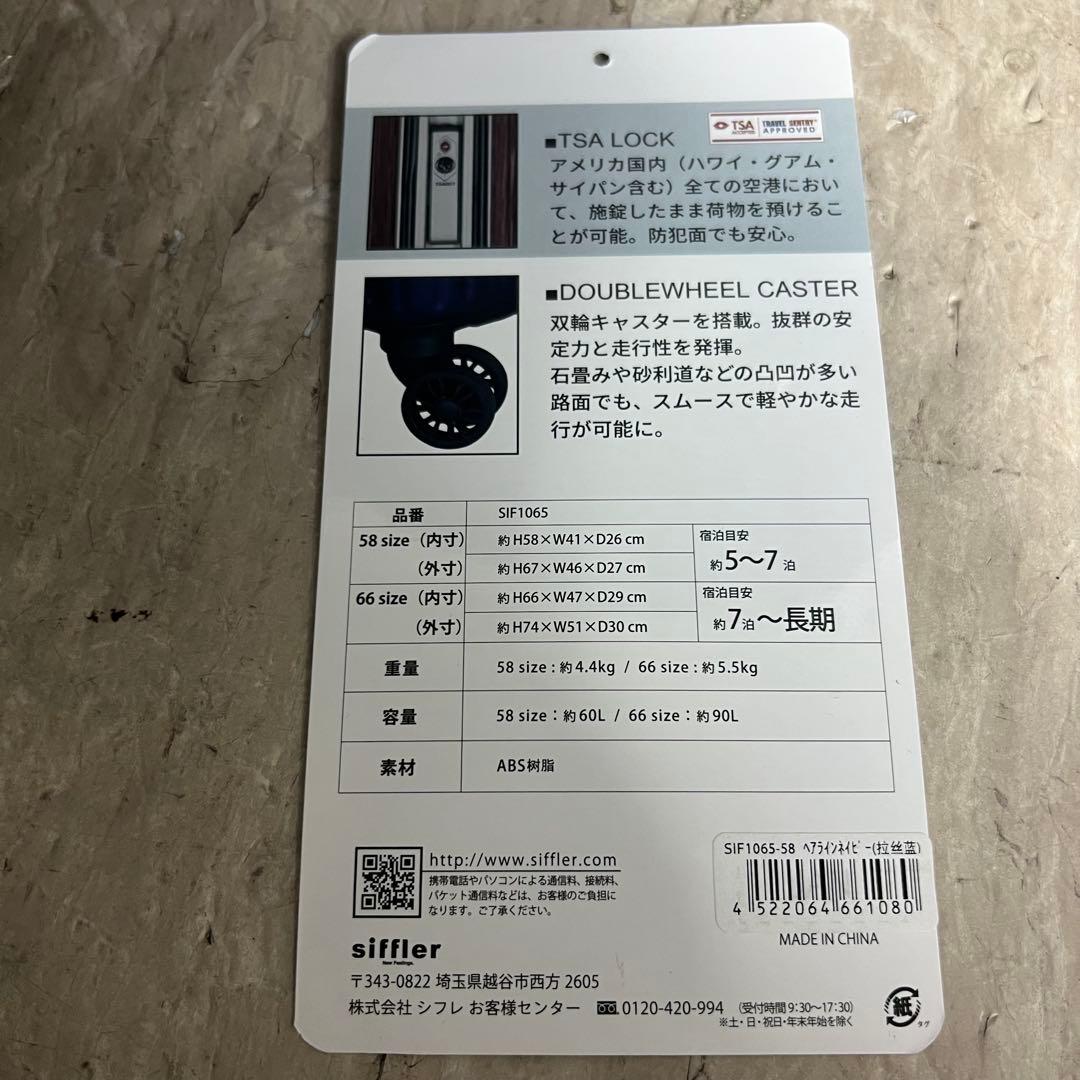 ■TSA LOCK
TSA ACCEPTED TRAVEL SENTRY™ APPROVED
アメリカ国内（ハワイ・グアム・
サイパン含む）全ての空港におい
て、施錠したまま荷物を預けるこ
とが可能。防犯面でも安心。
■DOUBLEWHEEL CASTER
双輪キャスターを搭載。抜群の安
定力と走行性を発揮。
石畳みや砂利道などの凸凹が多い
路面でも、スムースで軽やかな走
行が可能に。
品番 SIF1065
58 size（内寸） 約 H58×W41×D26 cm 宿泊目安
（外寸） 約 H67×W46×D27 cm 約5〜7泊
66 size（内寸） 約 H66×W47×D29 cm 宿泊目安
（外寸） 約 H74×W51×D30 cm 約7泊〜長期
重量 58 size：約 4.4kg / 66 size：約 5.5kg
容量 58 size：約 60L / 66 size：約 90L
素材 ABS树脂
http://www.siffler.com
携帯電話やパソコンによる通信料、接続料、
パケット通信料などは、お客様のご負担に
なります。ご了承ください。
SIF1065-58 ﾍｱﾗｲﾝﾈｲﾋﾞｰ(拉丝蓝)
4 522064 661080
MADE IN CHINA
siffler
New Feelings.
〒343-0822 埼玉県越谷市西方 2605
株式会社 シフレ お客様センター 0120-420-994 （受付時間 9:30〜17:30）
※土・日・祝日・年末年始を除く
紙
タグ